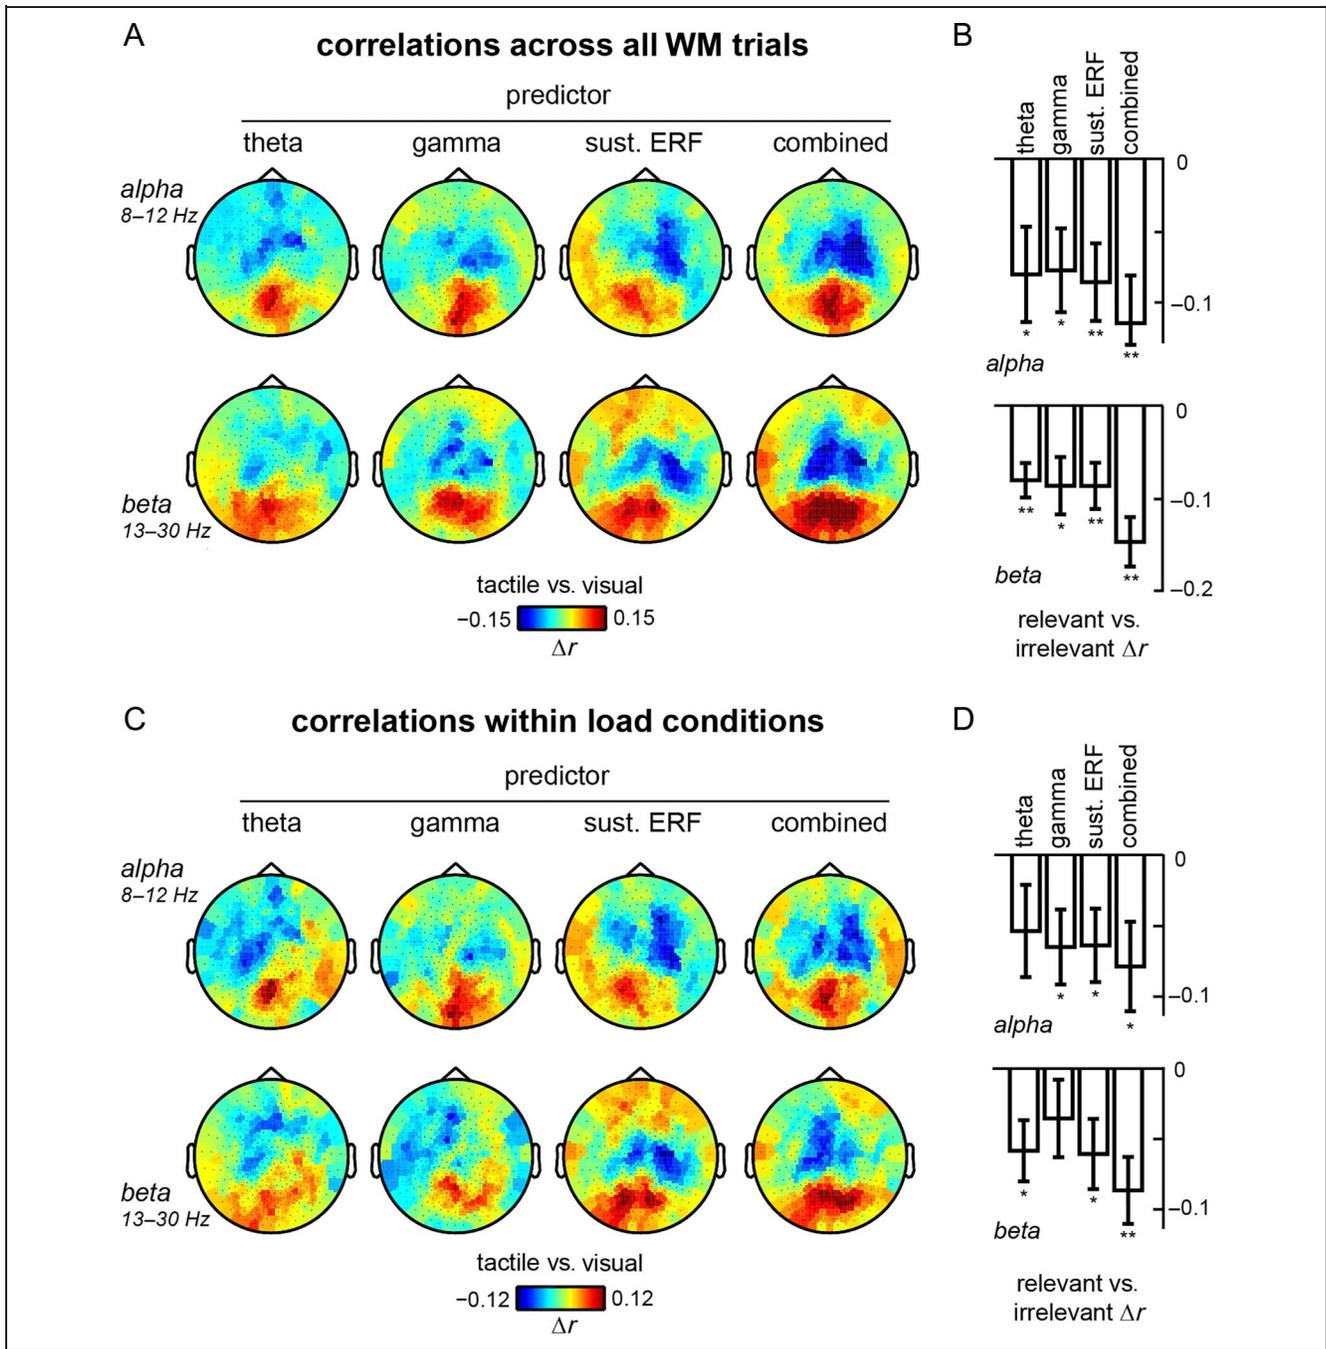 A
correlations across all WM trials
predictor
theta gamma sust. ERF combined
alpha
8–12 Hz
beta
13–30 Hz
tactile vs. visual
−0.15 0.15
Δr
B
theta gamma sust. ERF combined
0
−0.1
* * ** **
alpha
0
−0.1
** * ** **
−0.2
beta
relevant vs.
irrelevant Δr
C
correlations within load conditions
predictor
theta gamma sust. ERF combined
alpha
8–12 Hz
beta
13–30 Hz
tactile vs. visual
−0.12 0.12
Δr
D
theta gamma sust. ERF combined
0
−0.1
* * *
alpha
0
−0.1
* * **
beta
relevant vs.
irrelevant Δr